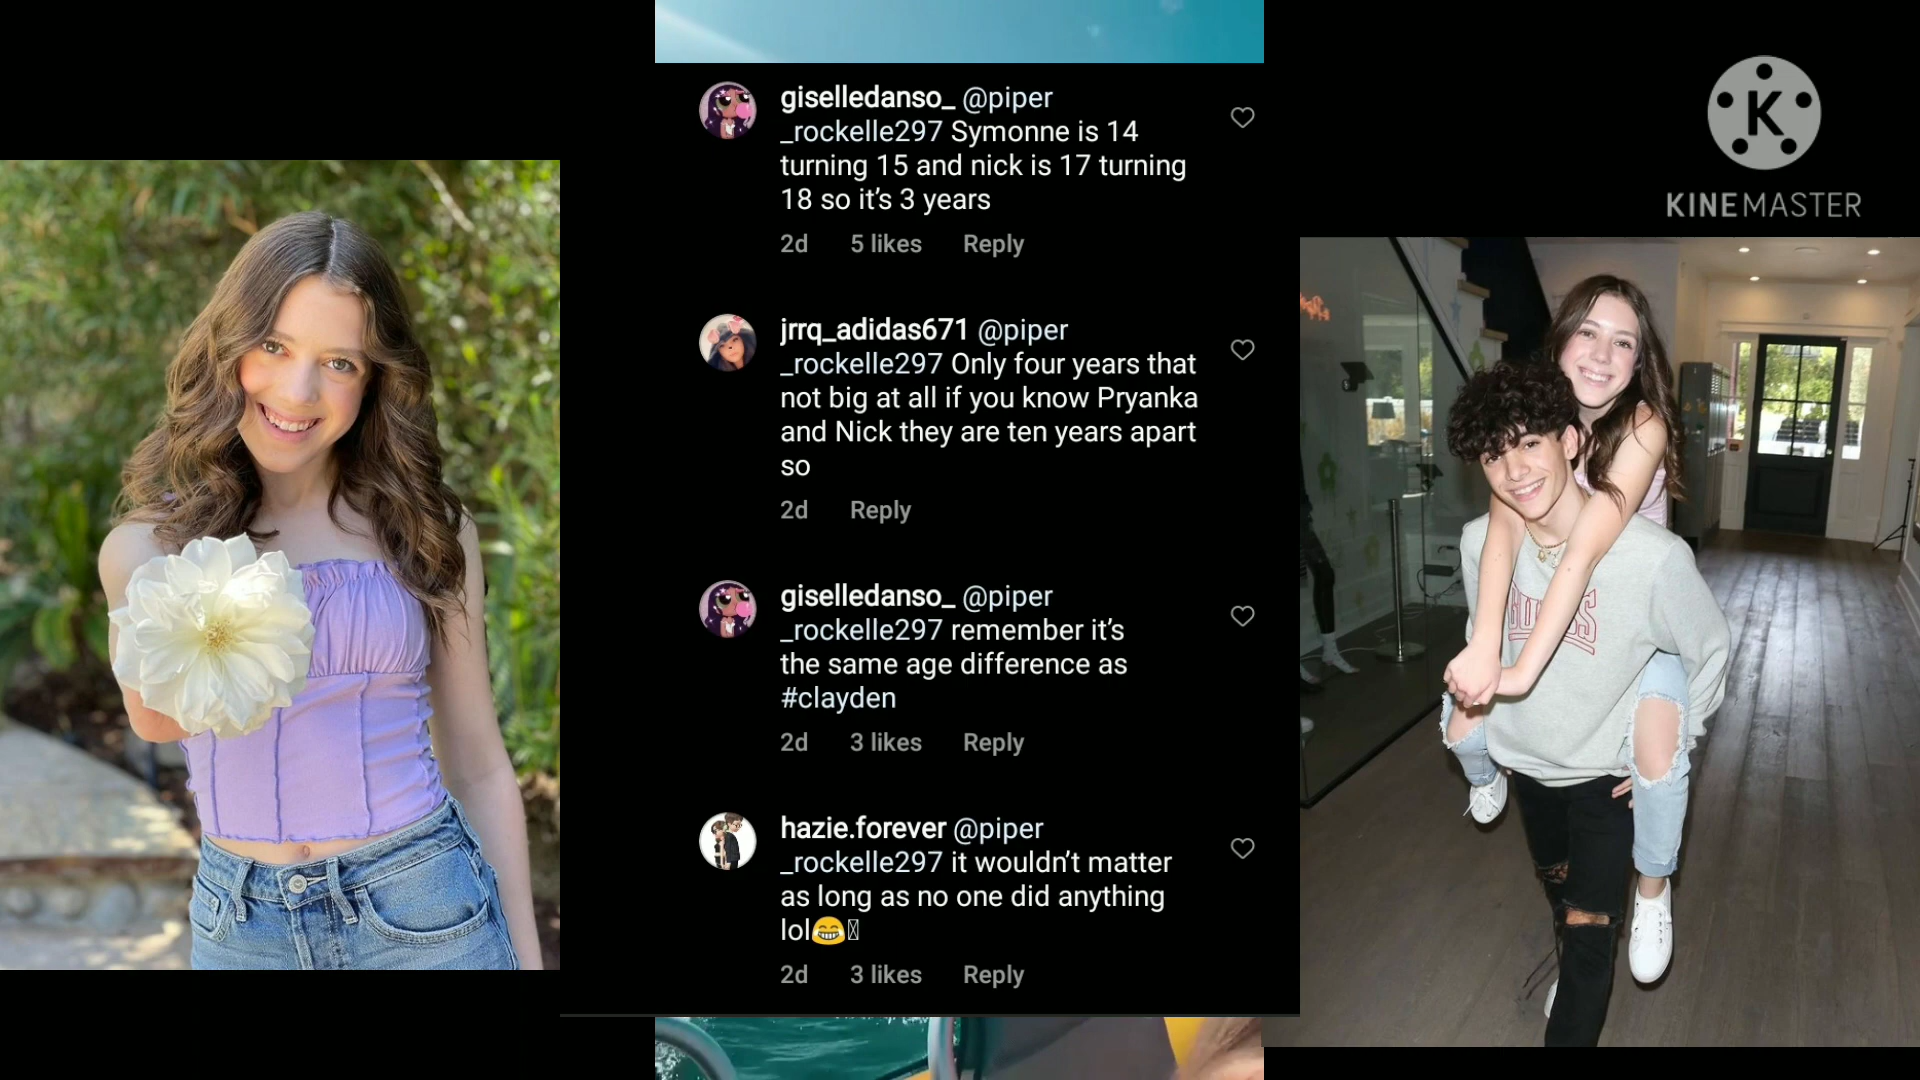 giselledanso_ @piper
_rockelle297 Symonne is 14
turning 15 and nick is 17 turning
18 so it's 3 years
2d 5 likes Reply
jrrq_adidas671 @piper
_rockelle297 Only four years that
not big at all if you know Pryanka
and Nick they are ten years apart
so
2d Reply
giselledanso_ @piper
_rockelle297 remember it's
the same age difference as
#clayden
2d 3 likes Reply
hazie.forever @piper
_rockelle297 it wouldn't matter
as long as no one did anything
lol😂
2d 3 likes Reply
K
KINEMASTER
GUESS